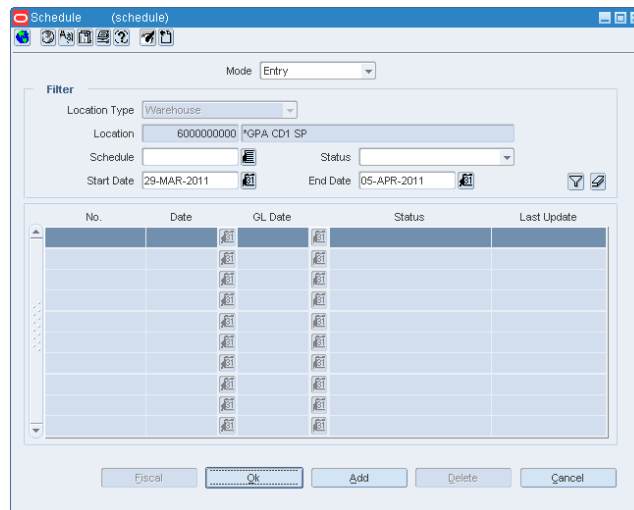 Schedule (schedule)
Mode Entry
Filter
Location Type Warehouse
Location 6000000000 *GPA CD1 SP
Schedule Status
Start Date 29-MAR-2011 End Date 05-APR-2011
No. Date GL Date Status Last Update
Fiscal Ok Add Delete Cancel